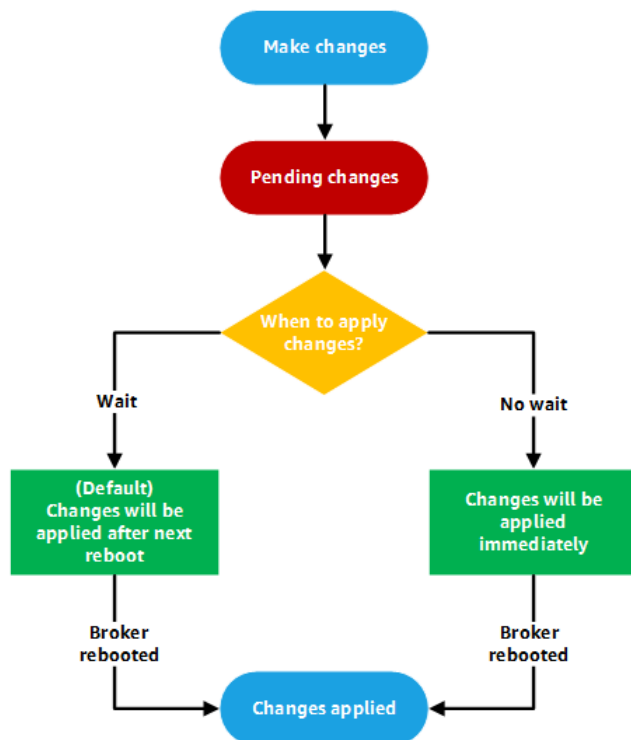 Make changes
Pending changes
When to apply
changes?
Wait
No wait
(Default)
Changes will be
applied after next
reboot
Changes will be
applied
immediately
Broker
rebooted
Broker
rebooted
Changes applied